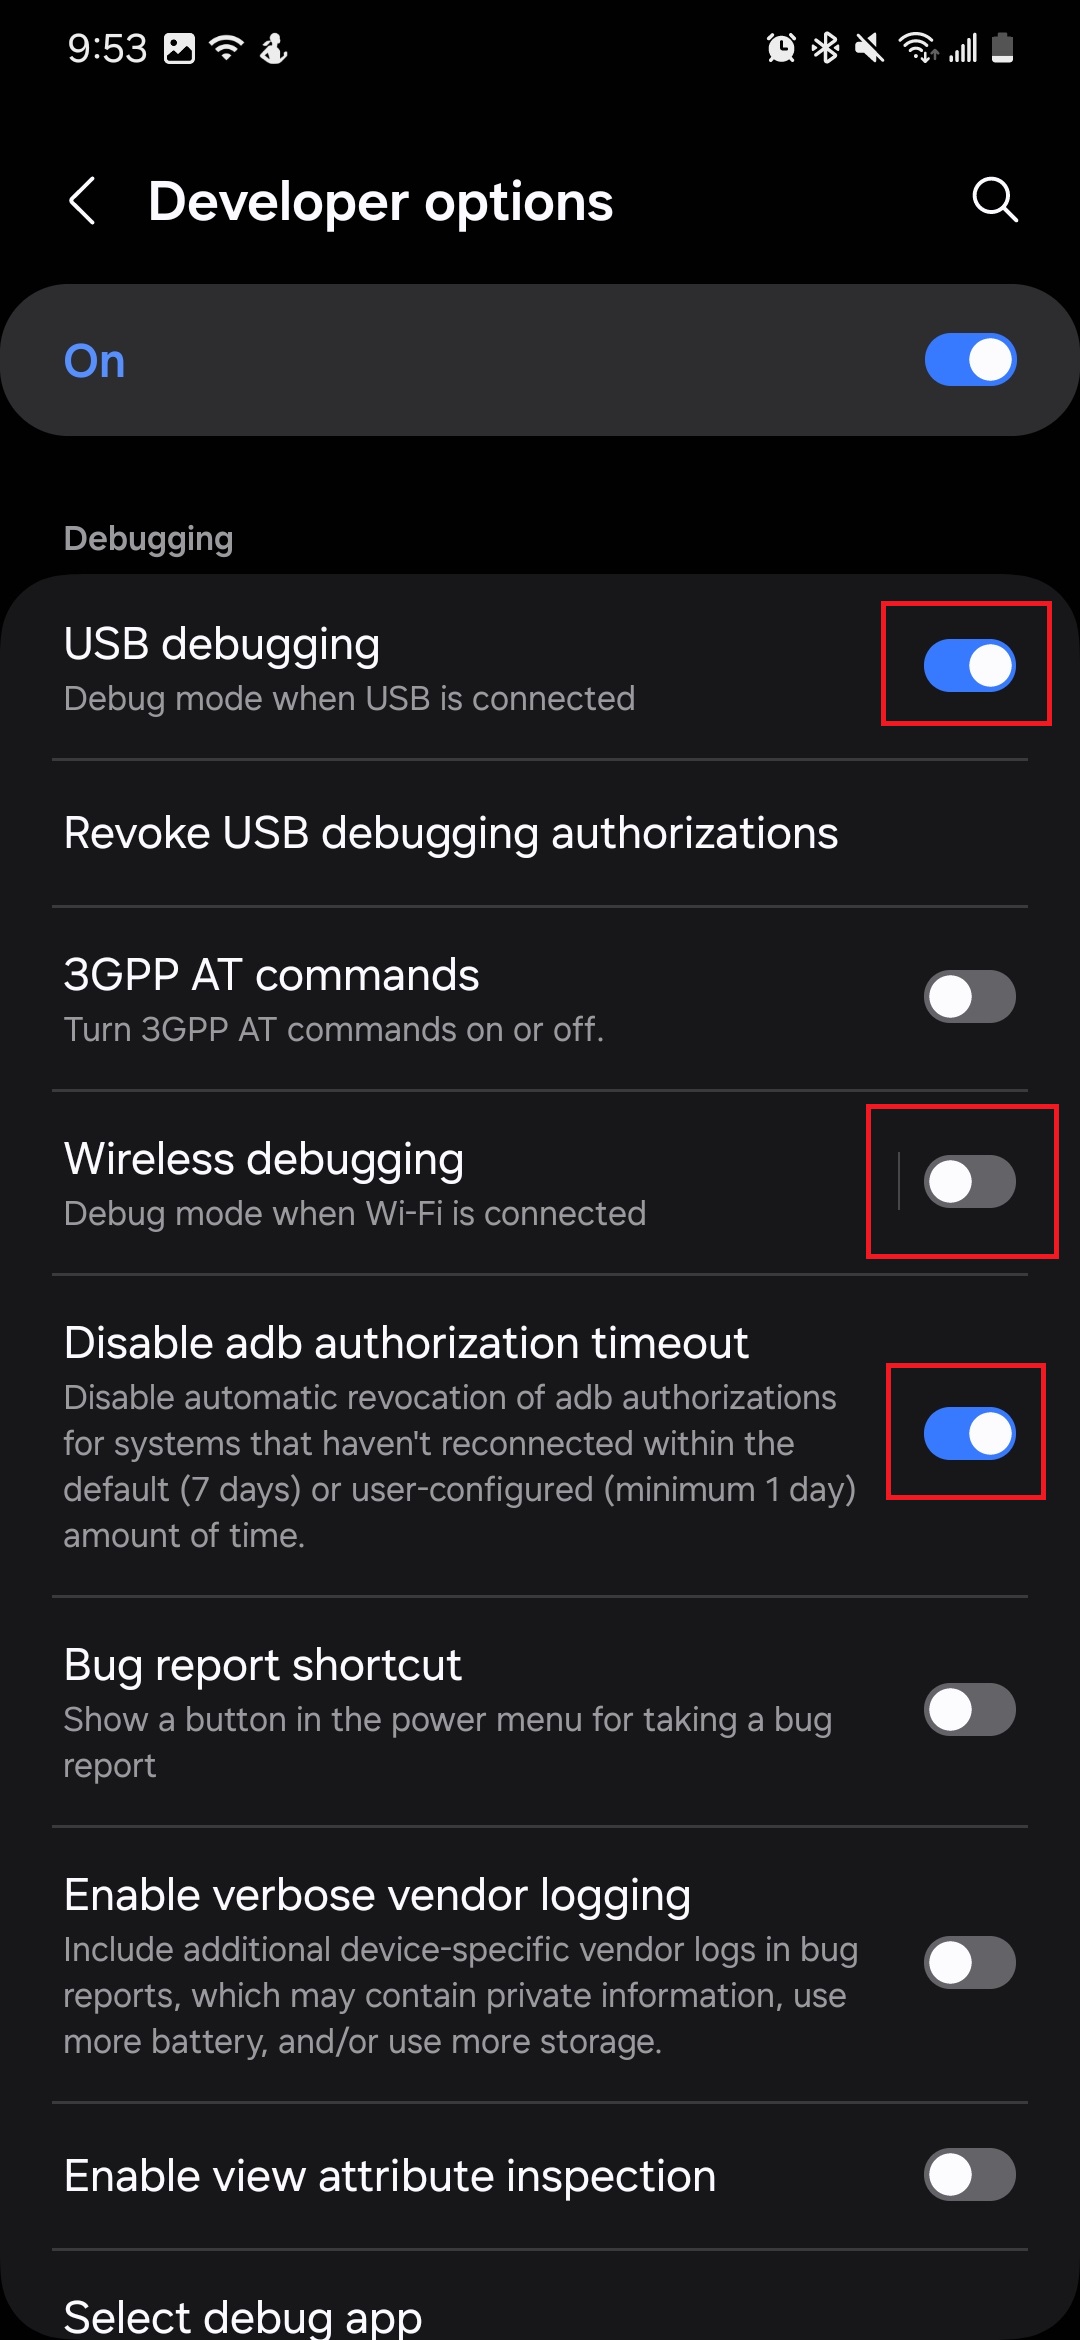 9:53
Developer options
On
Debugging
USB debugging
Debug mode when USB is connected
Revoke USB debugging authorizations
3GPP AT commands
Turn 3GPP AT commands on or off.
Wireless debugging
Debug mode when Wi-Fi is connected
Disable adb authorization timeout
Disable automatic revocation of adb authorizations
for systems that haven't reconnected within the
default (7 days) or user-configured (minimum 1 day)
amount of time.
Bug report shortcut
Show a button in the power menu for taking a bug
report
Enable verbose vendor logging
Include additional device-specific vendor logs in bug
reports, which may contain private information, use
more battery, and/or use more storage.
Enable view attribute inspection
Select debug app